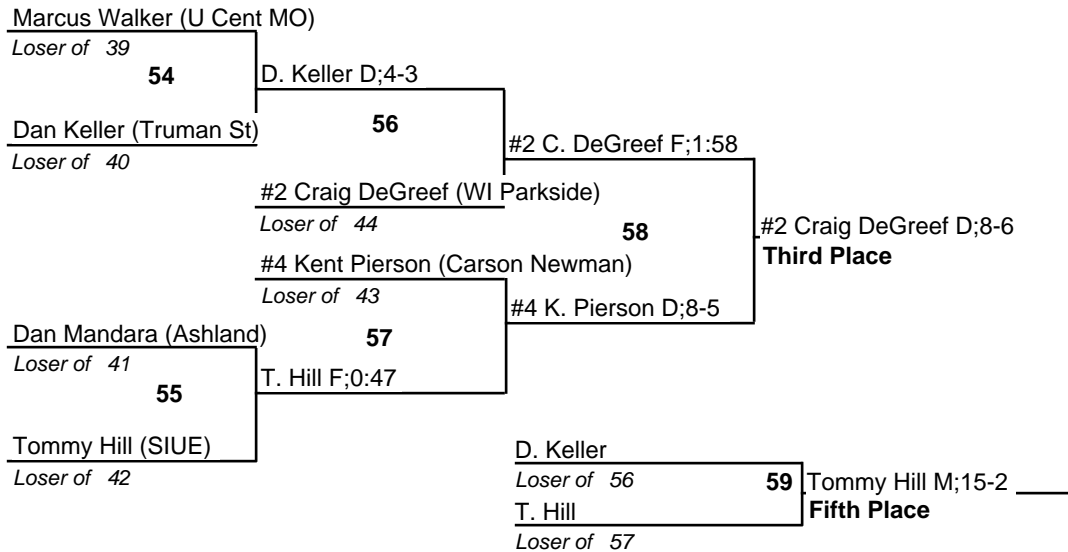 Marcus Walker (U Cent MO)
Loser of 39
54
D. Keller D;4-3
Dan Keller (Truman St)
Loser of 40
56
#2 C. DeGreef F;1:58
#2 Craig DeGreef (WI Parkside)
Loser of 44
58
#2 Craig DeGreef D;8-6
Third Place
#4 Kent Pierson (Carson Newman)
Loser of 43
#4 K. Pierson D;8-5
Dan Mandara (Ashland)
Loser of 41
57
55
T. Hill F;0:47
Tommy Hill (SIUE)
Loser of 42
D. Keller
Loser of 56
59
Tommy Hill M;15-2
Fifth Place
T. Hill
Loser of 57